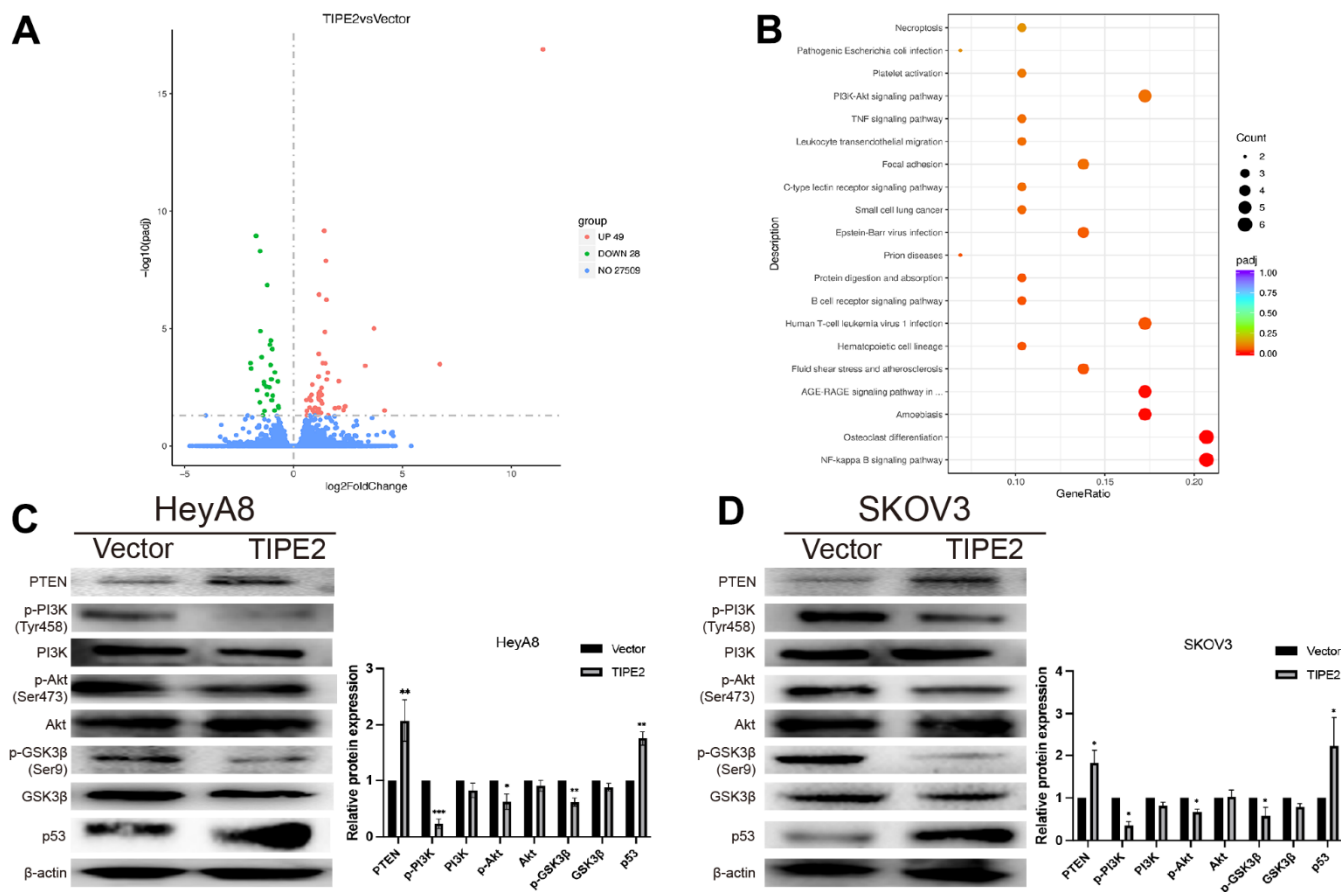 A
TIPE2vsVector
-log10(padj)
15
10
5
0
-5
0
5
10
log2FoldChange
group
UP 49
DOWN 28
NO 27509
B
Description
Necroptosis
Pathogenic Escherichia coli infection
Platelet activation
PI3K-Akt signaling pathway
TNF signaling pathway
Leukocyte transendothelial migration
Focal adhesion
C-type lectin receptor signaling pathway
Small cell lung cancer
Epstein-Barr virus infection
Prion diseases
Protein digestion and absorption
B cell receptor signaling pathway
Human T-cell leukemia virus 1 infection
Hematopoietic cell lineage
Fluid shear stress and atherosclerosis
AGE-RAGE signaling pathway in ...
Amoebiasis
Osteoclast differentiation
NF-kappa B signaling pathway
0.10
0.15
0.20
GeneRatio
Count
2
3
4
5
6
padj
1.00
0.75
0.50
0.25
0.00
C
HeyA8
Vector TIPE2
PTEN
p-PI3K
(Tyr458)
PI3K
p-Akt
(Ser473)
Akt
p-GSK3β
(Ser9)
GSK3β
p53
β-actin
HeyA8
Vector
TIPE2
Relative protein expression
3
2
1
0
**
***
*
**
**
PTEN
p-PI3K
PI3K
p-Akt
Akt
p-GSK3β
GSK3β
p53
D
SKOV3
Vector TIPE2
PTEN
p-PI3K
(Tyr458)
PI3K
p-Akt
(Ser473)
Akt
p-GSK3β
(Ser9)
GSK3β
p53
β-actin
SKOV3
Vector
TIPE2
Relative protein expression
4
3
2
1
0
*
*
*
*
*
PTEN
p-PI3K
PI3K
p-Akt
Akt
p-GSK3β
GSK3β
p53